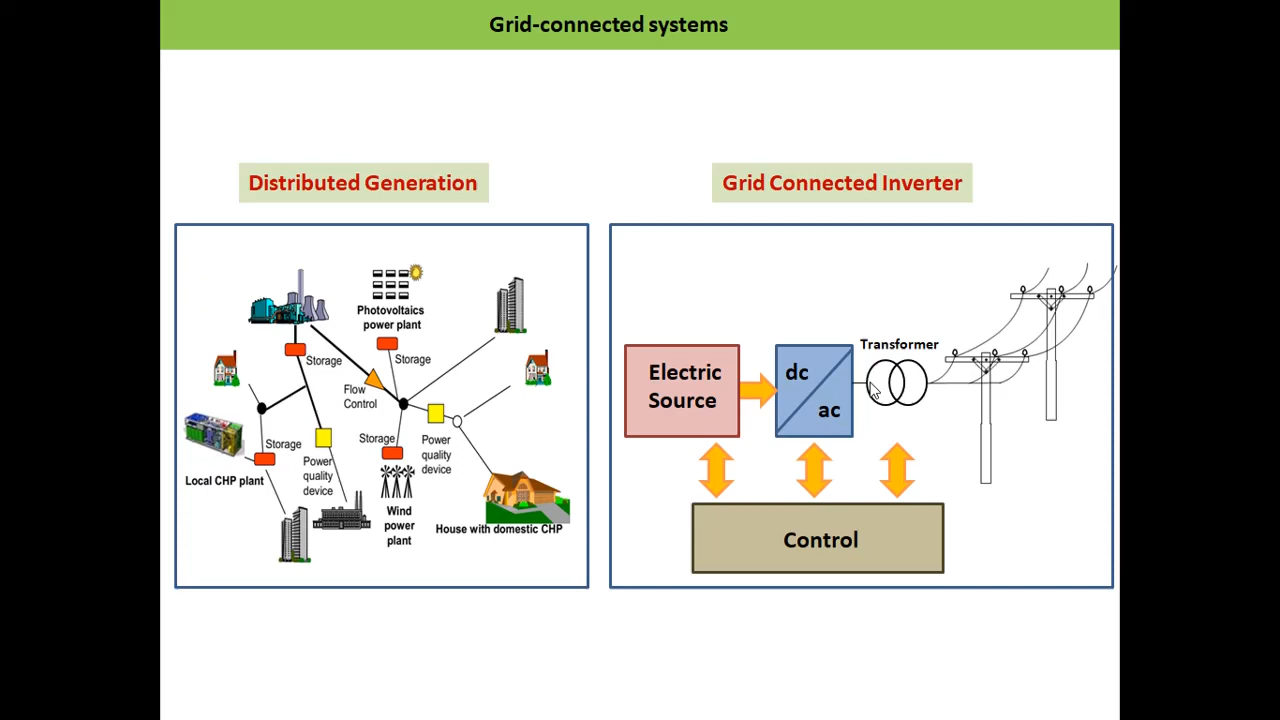 Grid-connected systems
Distributed Generation
Photovoltaics
power plant
Storage
Storage
Flow
Control
Storage
Storage
Power
quality
device
Power
quality
device
Local CHP plant
Wind
power
plant
House with domestic CHP
Grid Connected Inverter
Transformer
Electric
Source
dc
ac
Control